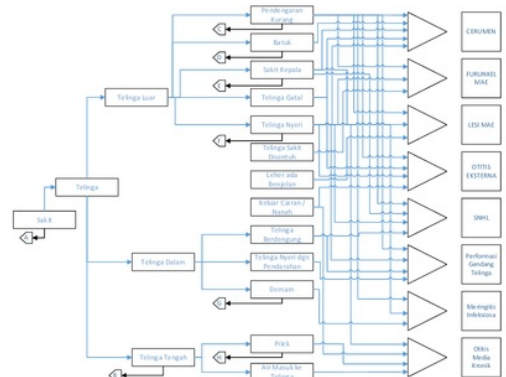 Pendengaran
Kurang
CERUMEN
C
Batuk
D
Sakit Kepala
FURUNKEL
MAE
E
Telinga Luar
Telinga Gatal
Telinga Nyeri
LESI MAE
F
Telinga Sakit
Disentuh
OTITIS
EKSTERNA
Telinga
Leher ada
Benjolan
Keluar Cairan /
Nanah
SNHL
Sakit
A
Telinga
Berdengung
Telinga Dalam
Telinga Nyeri dgn
Pendarahan
Performasi
Gendang
Telinga
Demam
G
Meningitis
Infeksiosa
Pilek
Telinga Tengah
H
Otitis
Media
Kronik
Air Masuk ke
Telinga
B